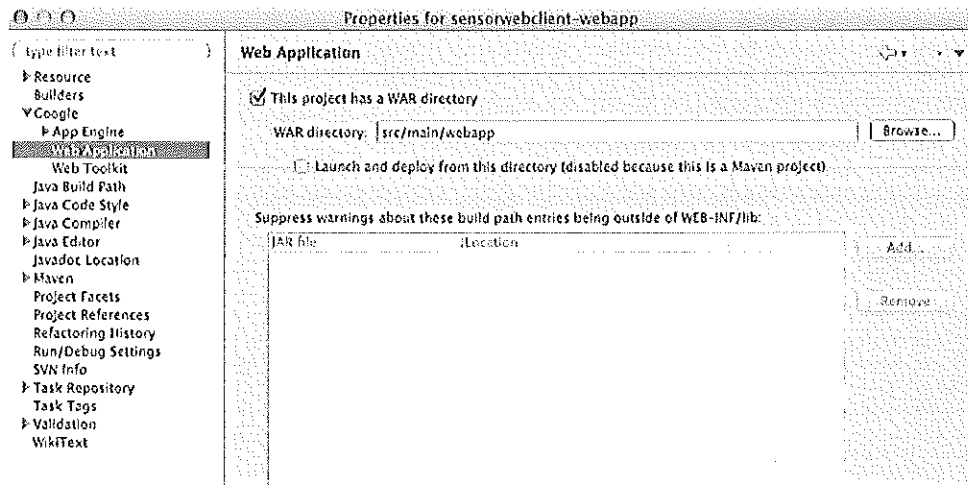 Properties for sensorwebclient-webapp
type filter text
Resource
Builders
Google
App Engine
Web Application
Web Toolkit
Java Build Path
Java Code Style
Java Compiler
Java Editor
Javadoc Location
Maven
Project Facets
Project References
Refactoring History
Run/Debug Settings
SVN Info
Task Repository
Task Tags
Validation
WikiText
Web Application
This project has a WAR directory
WAR directory: src/main/webapp Browse...
Launch and deploy from this directory (disabled because this is a Maven project)
Suppress warnings about these build path entries being outside of WEB-INF/lib:
JAR file Location
Add...
Remove